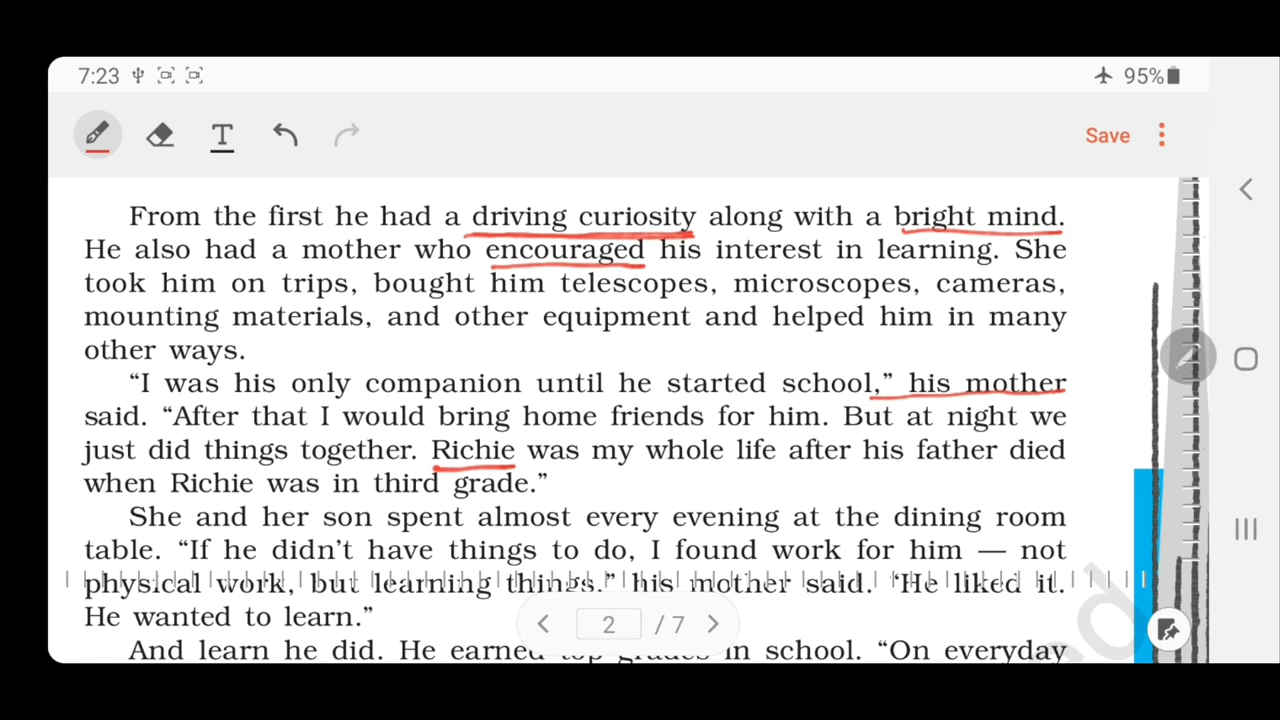 7:23 95%
T Save
From the first he had a driving curiosity along with a bright mind.
He also had a mother who encouraged his interest in learning. She
took him on trips, bought him telescopes, microscopes, cameras,
mounting materials, and other equipment and helped him in many
other ways.
“I was his only companion until he started school,” his mother
said. “After that I would bring home friends for him. But at night we
just did things together. Richie was my whole life after his father died
when Richie was in third grade.”
She and her son spent almost every evening at the dining room
table. “If he didn’t have things to do, I found work for him — not
physical work, but learning things,” his mother said. “He liked it.
He wanted to learn.”
And learn he did. He earned top grades in school. “On everyday
2 / 7